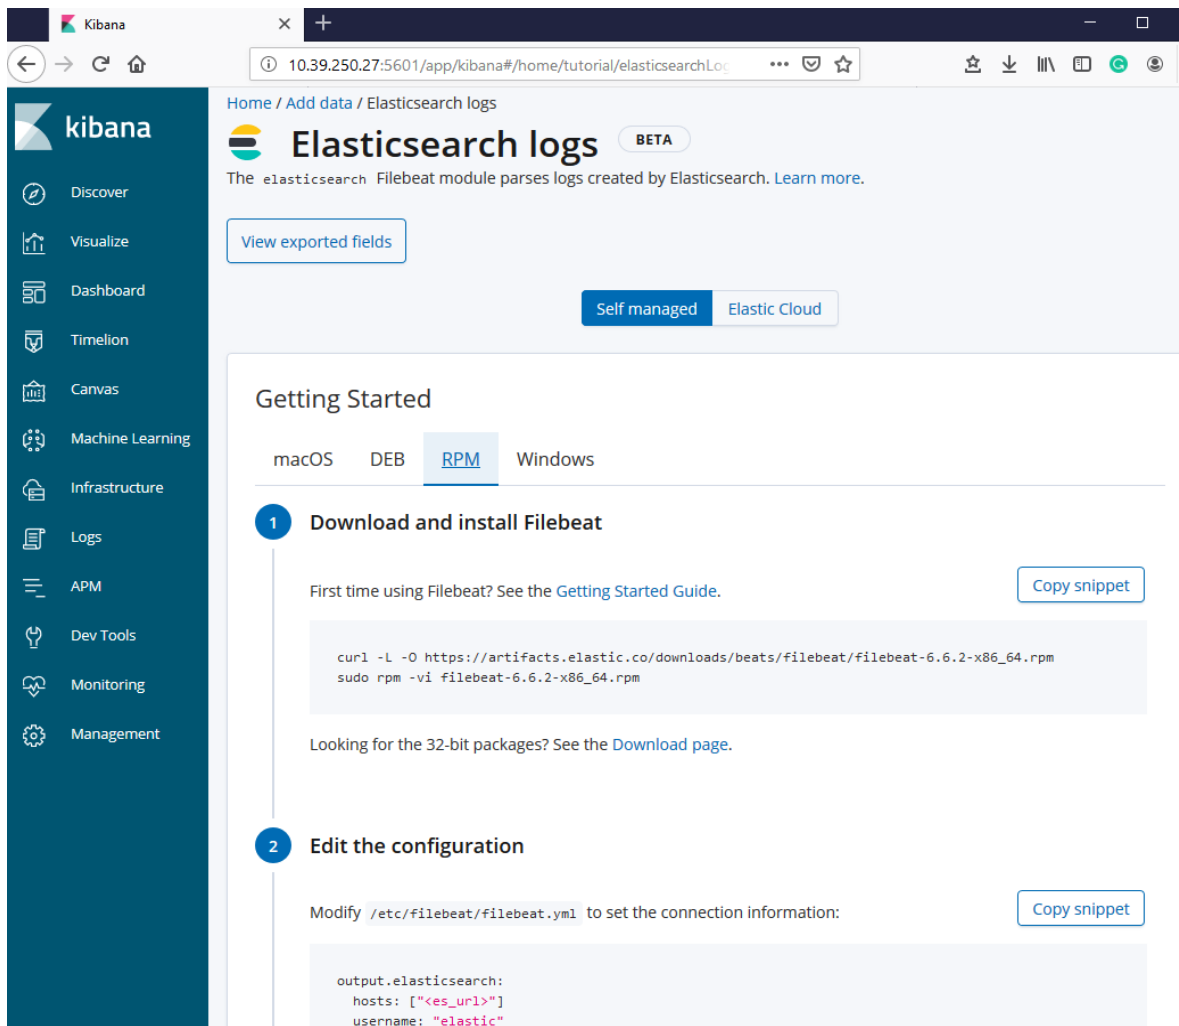 Kibana
10.39.250.27:5601/app/kibana#/home/tutorial/elasticsearchLog
kibana
Discover
Visualize
Dashboard
Timelion
Canvas
Machine Learning
Infrastructure
Logs
APM
Dev Tools
Monitoring
Management
Home / Add data / Elasticsearch logs
Elasticsearch logs BETA
The elasticsearch Filebeat module parses logs created by Elasticsearch. Learn more.
View exported fields
Self managed Elastic Cloud
Getting Started
macOS DEB RPM Windows
1 Download and install Filebeat
First time using Filebeat? See the Getting Started Guide.
Copy snippet
curl -L -O https://artifacts.elastic.co/downloads/beats/filebeat/filebeat-6.6.2-x86_64.rpm
sudo rpm -vi filebeat-6.6.2-x86_64.rpm
Looking for the 32-bit packages? See the Download page.
2 Edit the configuration
Modify /etc/filebeat/filebeat.yml to set the connection information:
Copy snippet
output.elasticsearch:
hosts: ["<es_url>"]
username: "elastic"